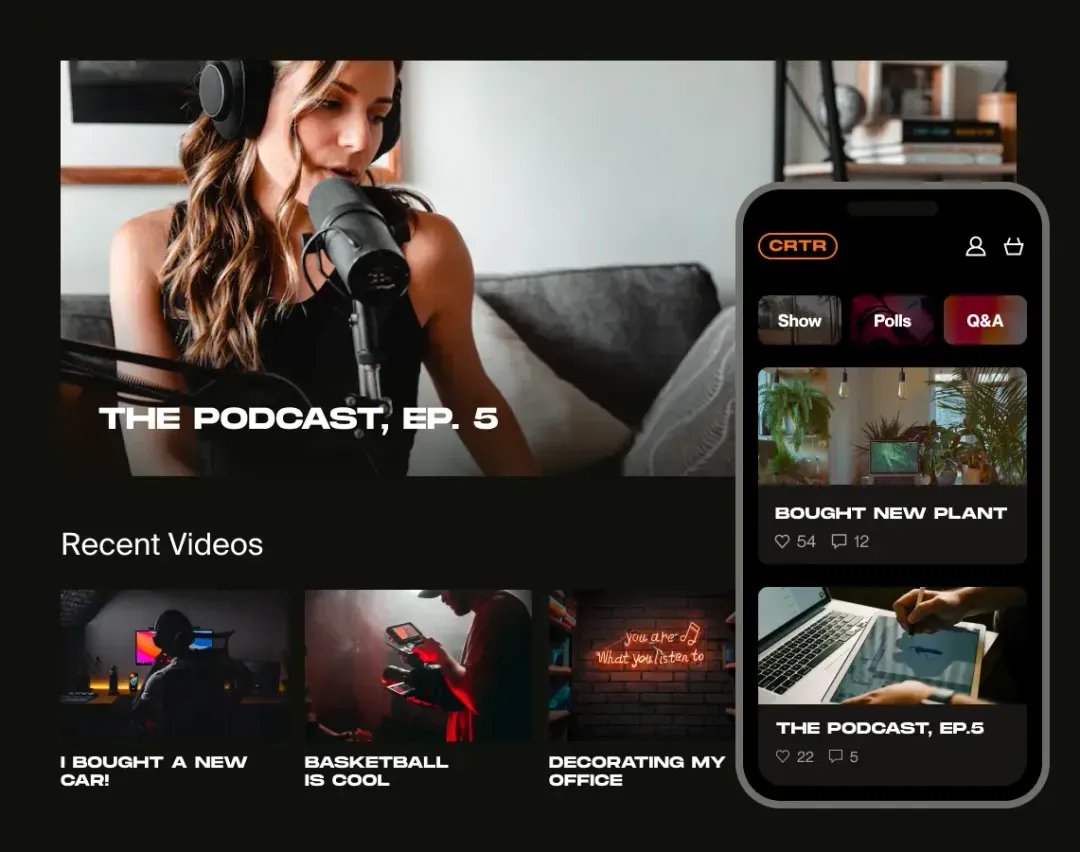 THE PODCAST, EP. 5
Recent Videos
you are
What you listen to
I BOUGHT A NEW
CAR!
BASKETBALL
IS COOL
DECORATING MY
OFFICE
CRTR
Show
Polls
Q&A
BOUGHT NEW PLANT
54
12
THE PODCAST, EP.5
22
5